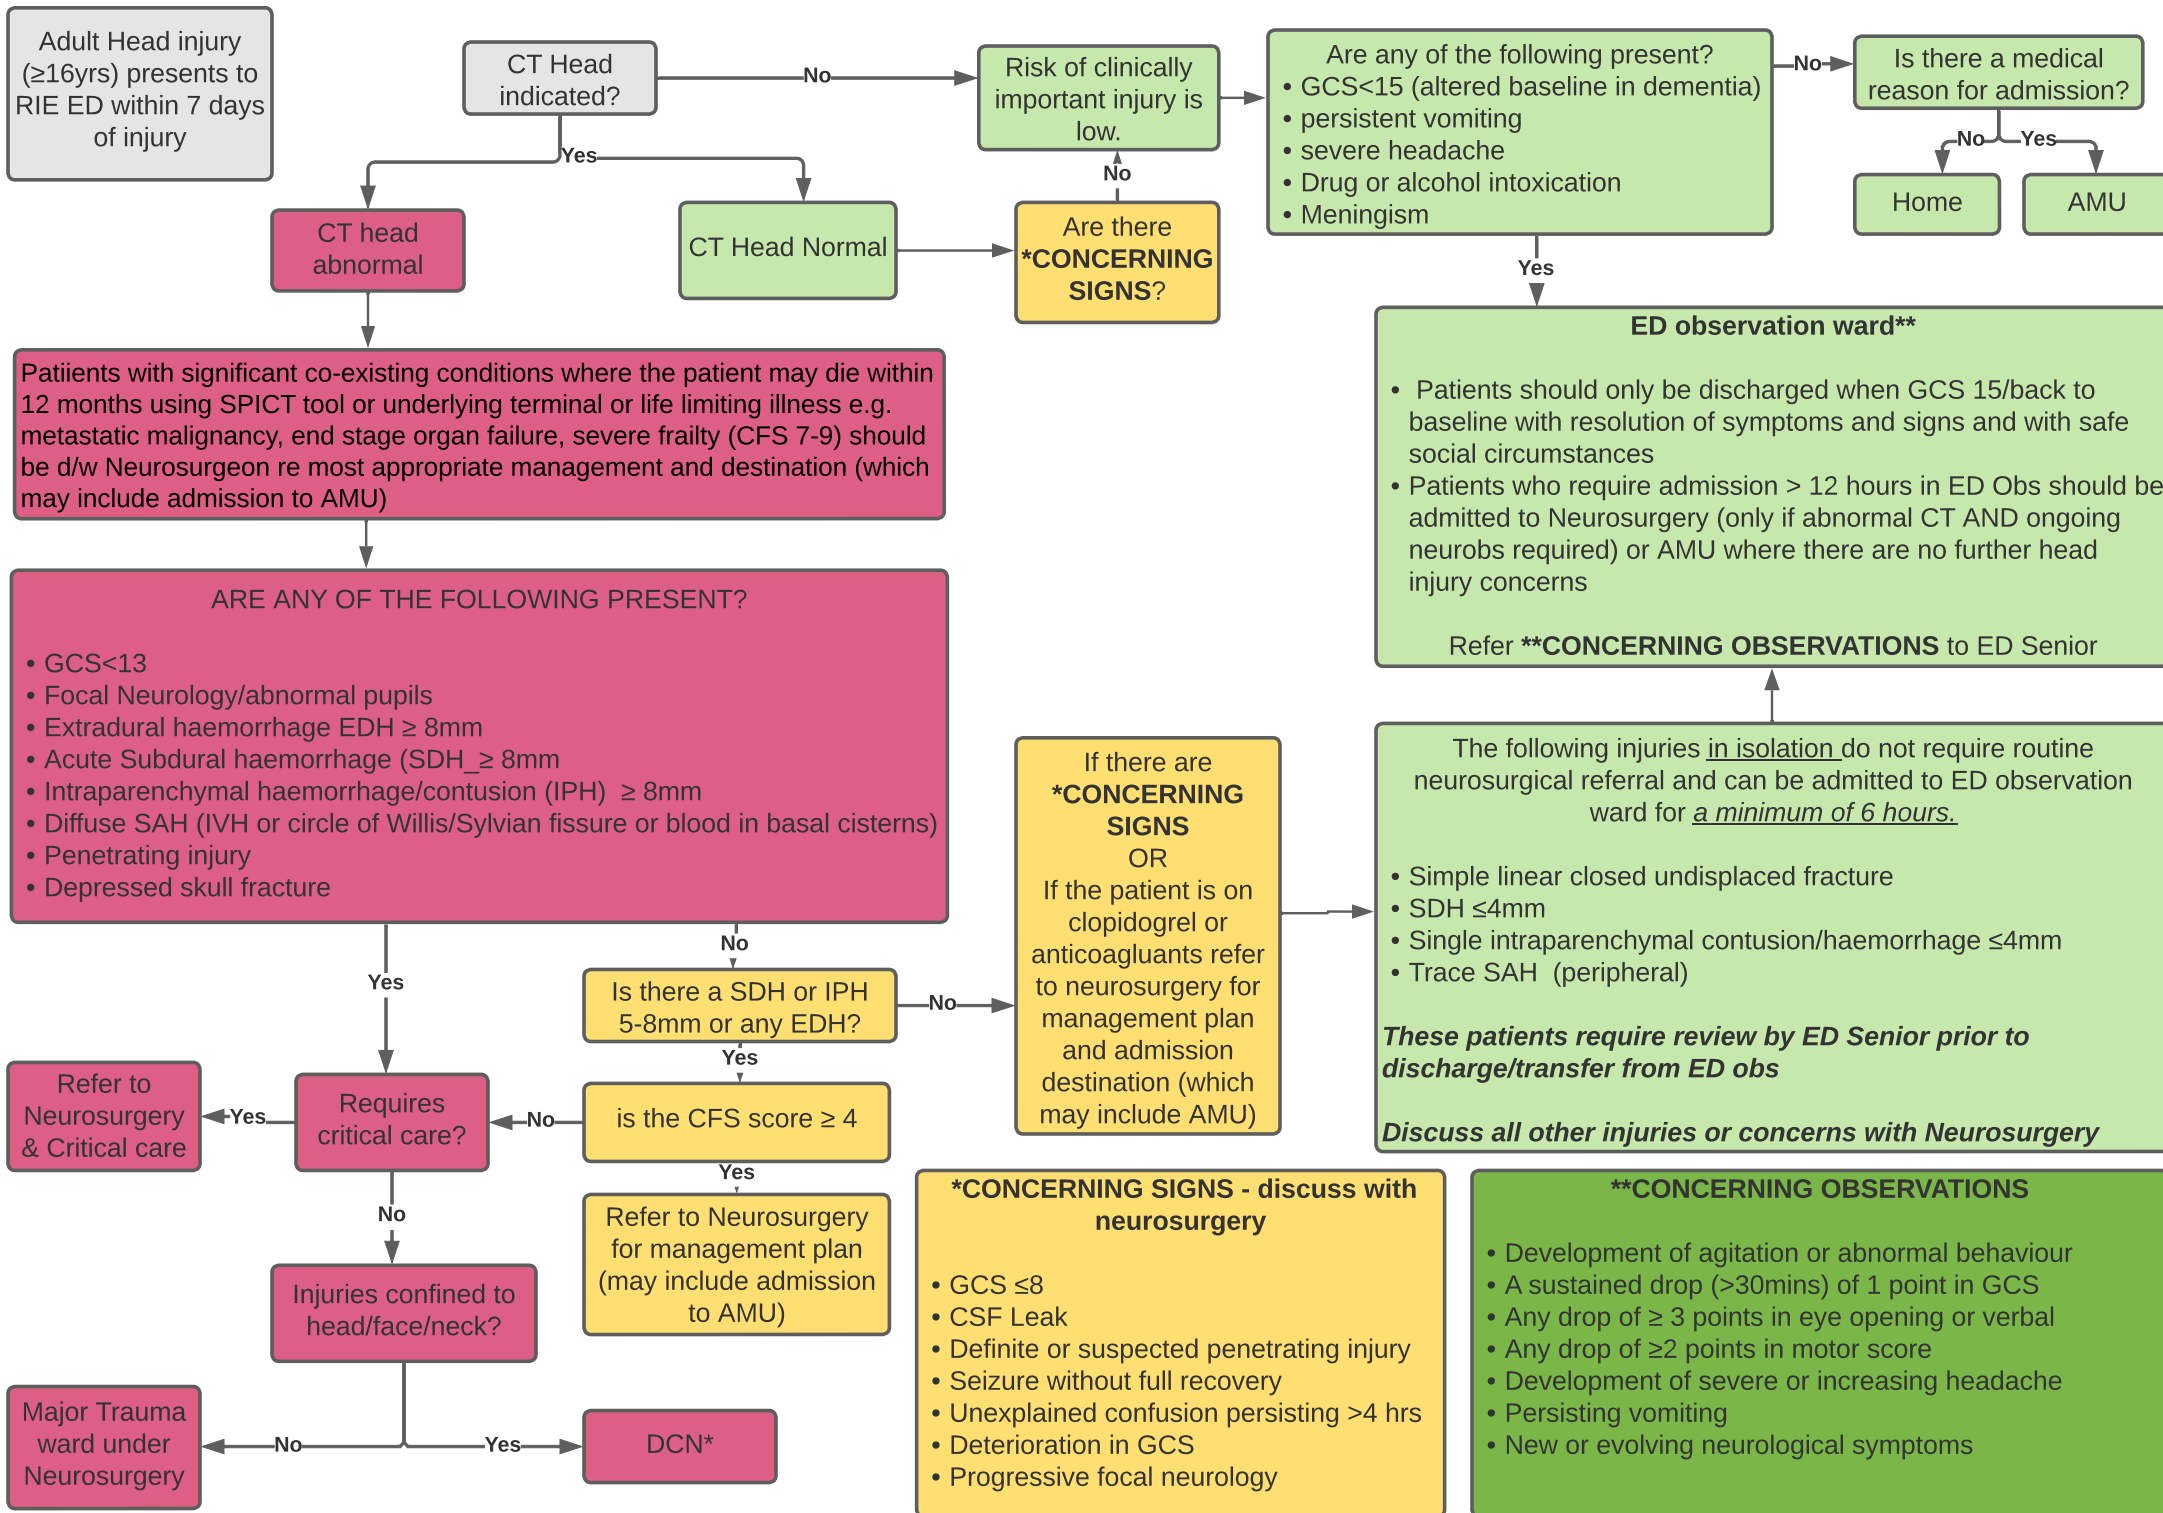 Adult Head injury
(≥16yrs) presents to
RIE ED within 7 days
of injury
CT Head
indicated?
No
Yes
Risk of clinically
important injury is
low.
Are any of the following present?
• GCS<15 (altered baseline in dementia)
• persistent vomiting
• severe headache
• Drug or alcohol intoxication
• Meningism
No
Is there a medical
reason for admission?
No
Yes
Home
AMU
CT head
abnormal
CT Head Normal
Are there
*CONCERNING
SIGNS?
No
Yes
ED observation ward**
• Patients should only be discharged when GCS 15/back to
baseline with resolution of symptoms and signs and with safe
social circumstances
• Patients who require admission > 12 hours in ED Obs should be
admitted to Neurosurgery (only if abnormal CT AND ongoing
neurobs required) or AMU where there are no further head
injury concerns
Refer **CONCERNING OBSERVATIONS to ED Senior
Patiients with significant co-existing conditions where the patient may die within
12 months using SPICT tool or underlying terminal or life limiting illness e.g.
metastatic malignancy, end stage organ failure, severe frailty (CFS 7-9) should
be d/w Neurosurgeon re most appropriate management and destination (which
may include admission to AMU)
ARE ANY OF THE FOLLOWING PRESENT?
• GCS<13
• Focal Neurology/abnormal pupils
• Extradural haemorrhage EDH ≥ 8mm
• Acute Subdural haemorrhage (SDH_≥ 8mm
• Intraparenchymal haemorrhage/contusion (IPH)  ≥ 8mm
• Diffuse SAH (IVH or circle of Willis/Sylvian fissure or blood in basal cisterns)
• Penetrating injury
• Depressed skull fracture
Yes
No
Is there a SDH or IPH
5-8mm or any EDH?
No
Yes
is the CFS score ≥ 4
No
Yes
Refer to Neurosurgery
for management plan
(may include admission
to AMU)
If there are
*CONCERNING
SIGNS
OR
If the patient is on
clopidogrel or
anticoagluants refer
to neurosurgery for
management plan
and admission
destination (which
may include AMU)
The following injuries in isolation do not require routine
neurosurgical referral and can be admitted to ED observation
ward for a minimum of 6 hours.
• Simple linear closed undisplaced fracture
• SDH ≤4mm
• Single intraparenchymal contusion/haemorrhage ≤4mm
• Trace SAH  (peripheral)
These patients require review by ED Senior prior to
discharge/transfer from ED obs
Discuss all other injuries or concerns with Neurosurgery
Requires
critical care?
Yes
Refer to
Neurosurgery
& Critical care
No
Injuries confined to
head/face/neck?
No
Yes
Major Trauma
ward under
Neurosurgery
DCN*
*CONCERNING SIGNS - discuss with
neurosurgery
• GCS ≤8
• CSF Leak
• Definite or suspected penetrating injury
• Seizure without full recovery
• Unexplained confusion persisting >4 hrs
• Deterioration in GCS
• Progressive focal neurology
**CONCERNING OBSERVATIONS
• Development of agitation or abnormal behaviour
• A sustained drop (>30mins) of 1 point in GCS
• Any drop of ≥ 3 points in eye opening or verbal
• Any drop of ≥2 points in motor score
• Development of severe or increasing headache
• Persisting vomiting
• New or evolving neurological symptoms